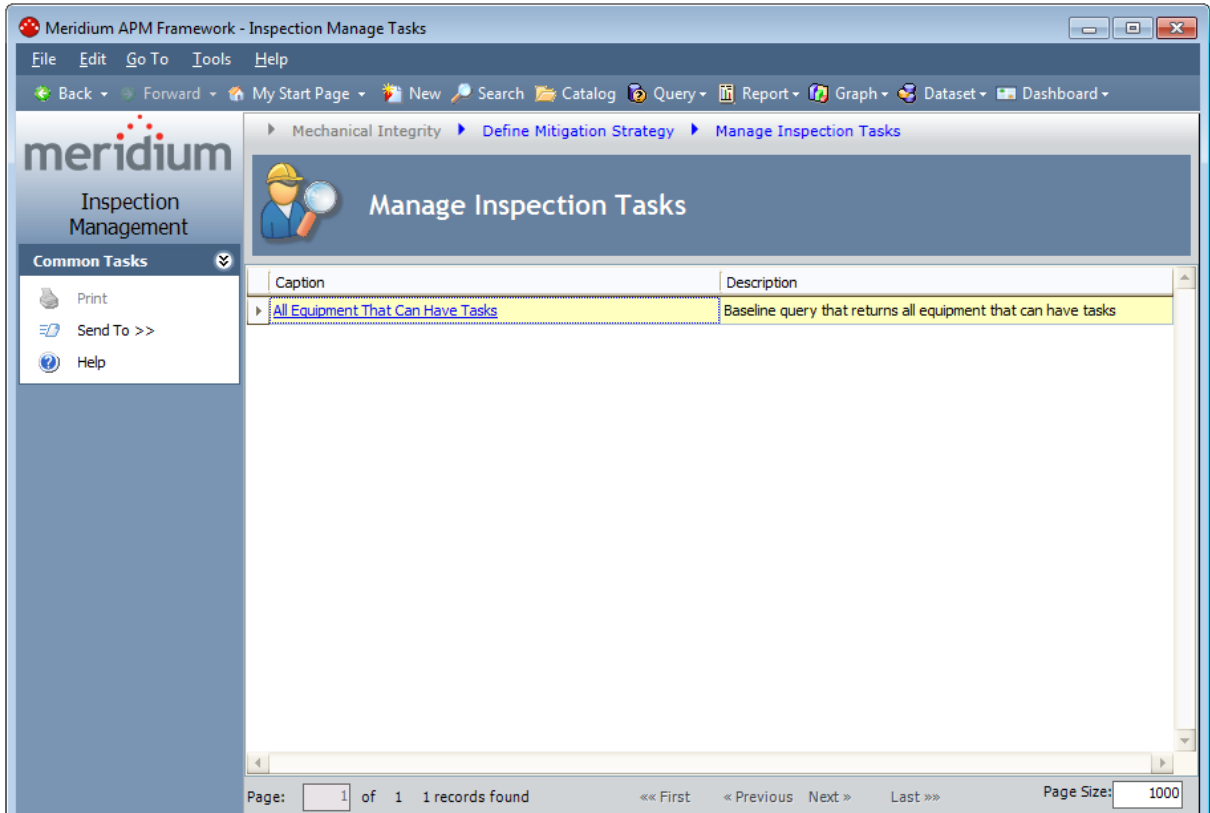 Meridium APM Framework - Inspection Manage Tasks
File Edit Go To Tools Help
Back Forward My Start Page New Search Catalog Query Report Graph Dataset Dashboard
meridium
Inspection
Management
Common Tasks
Print
Send To >>
Help
Mechanical Integrity Define Mitigation Strategy Manage Inspection Tasks
Manage Inspection Tasks
Caption Description
All Equipment That Can Have Tasks Baseline query that returns all equipment that can have tasks
Page: 1 of 1 1 records found «« First « Previous Next » Last »» Page Size: 1000